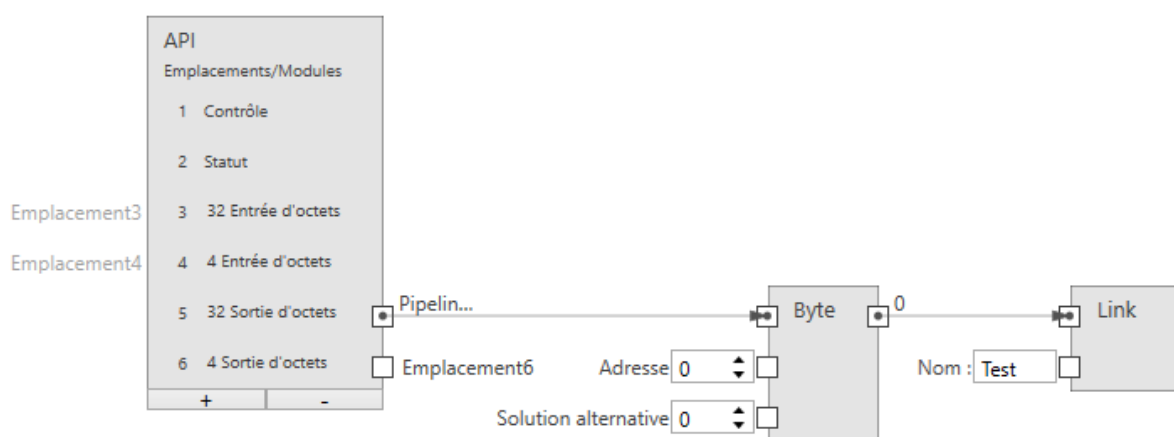 API
Emplacements/Modules
1 Contrôle
2 Statut
Emplacement3 3 32 Entrée d'octets
Emplacement4 4 4 Entrée d'octets
5 32 Sortie d'octets Pipelin... Byte 0 Link
6 4 Sortie d'octets Emplacement6 Adresse 0 Nom : Test
+ -
Solution alternative 0